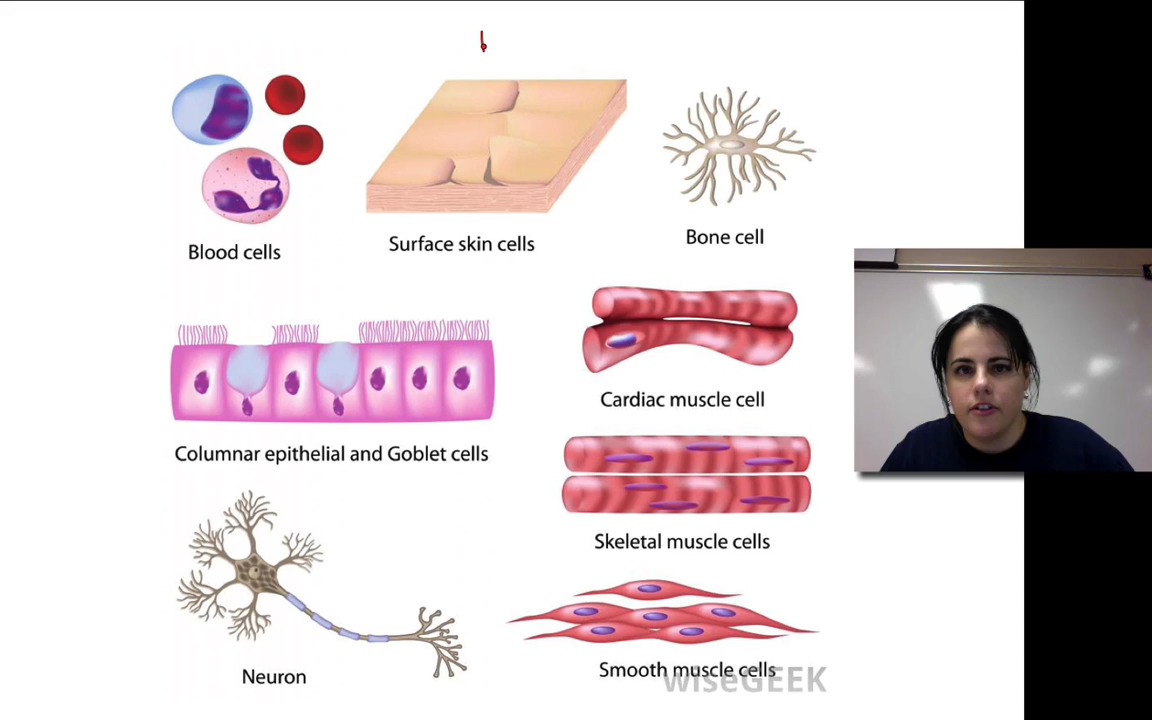 Blood cells
Surface skin cells
Bone cell
Columnar epithelial and Goblet cells
Cardiac muscle cell
Skeletal muscle cells
Neuron
Smooth muscle cells
wiseGEEK